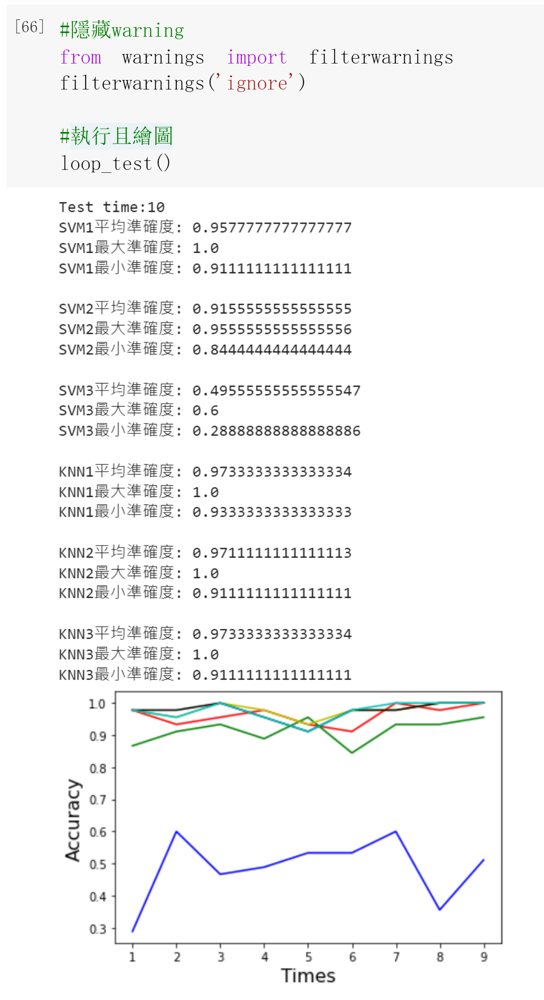 [66] #隱藏warning
from warnings import filterwarnings
filterwarnings('ignore')
#執行且繪圖
loop_test()
Test time:10
SVM1平均準確度: 0.9577777777777777
SVM1最大準確度: 1.0
SVM1最小準確度: 0.9111111111111111
SVM2平均準確度: 0.9155555555555555
SVM2最大準確度: 0.9555555555555556
SVM2最小準確度: 0.8444444444444444
SVM3平均準確度: 0.49555555555555547
SVM3最大準確度: 0.6
SVM3最小準確度: 0.28888888888888886
KNN1平均準確度: 0.9733333333333334
KNN1最大準確度: 1.0
KNN1最小準確度: 0.9333333333333333
KNN2平均準確度: 0.9711111111111113
KNN2最大準確度: 1.0
KNN2最小準確度: 0.9111111111111111
KNN3平均準確度: 0.9733333333333334
KNN3最大準確度: 1.0
KNN3最小準確度: 0.9111111111111111
1.0
0.9
0.8
0.7
0.6
0.5
0.4
0.3
Accuracy
1 2 3 4 5 6 7 8 9
Times